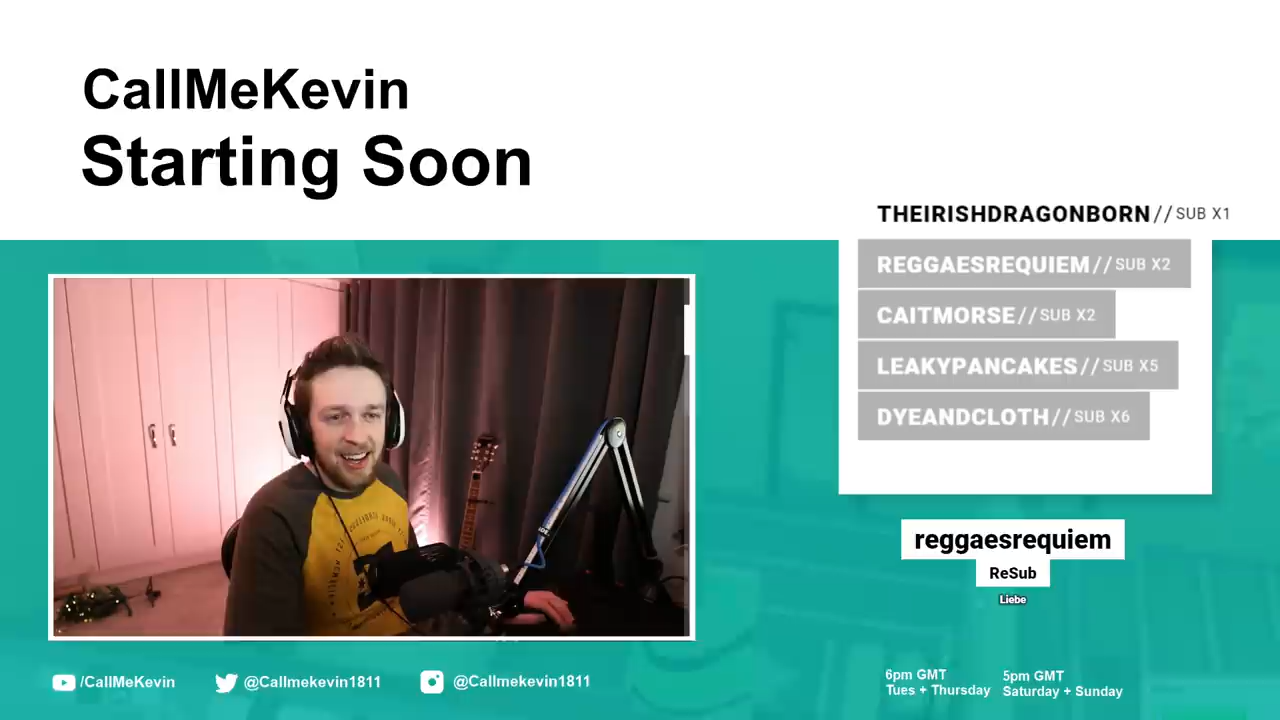 CallMeKevin
Starting Soon
THEIRISHDRAGONBORN//SUB X1
REGGAESREQUIEM//SUB X2
CAITMORSE//SUB X2
LEAKYPANCAKES//SUB X5
DYEANDCLOTH//SUB X6
reggaesrequiem
ReSub
Liebe
/CallMeKevin
@Callmekevin1811
@Callmekevin1811
6pm GMT
Tues + Thursday
5pm GMT
Saturday + Sunday